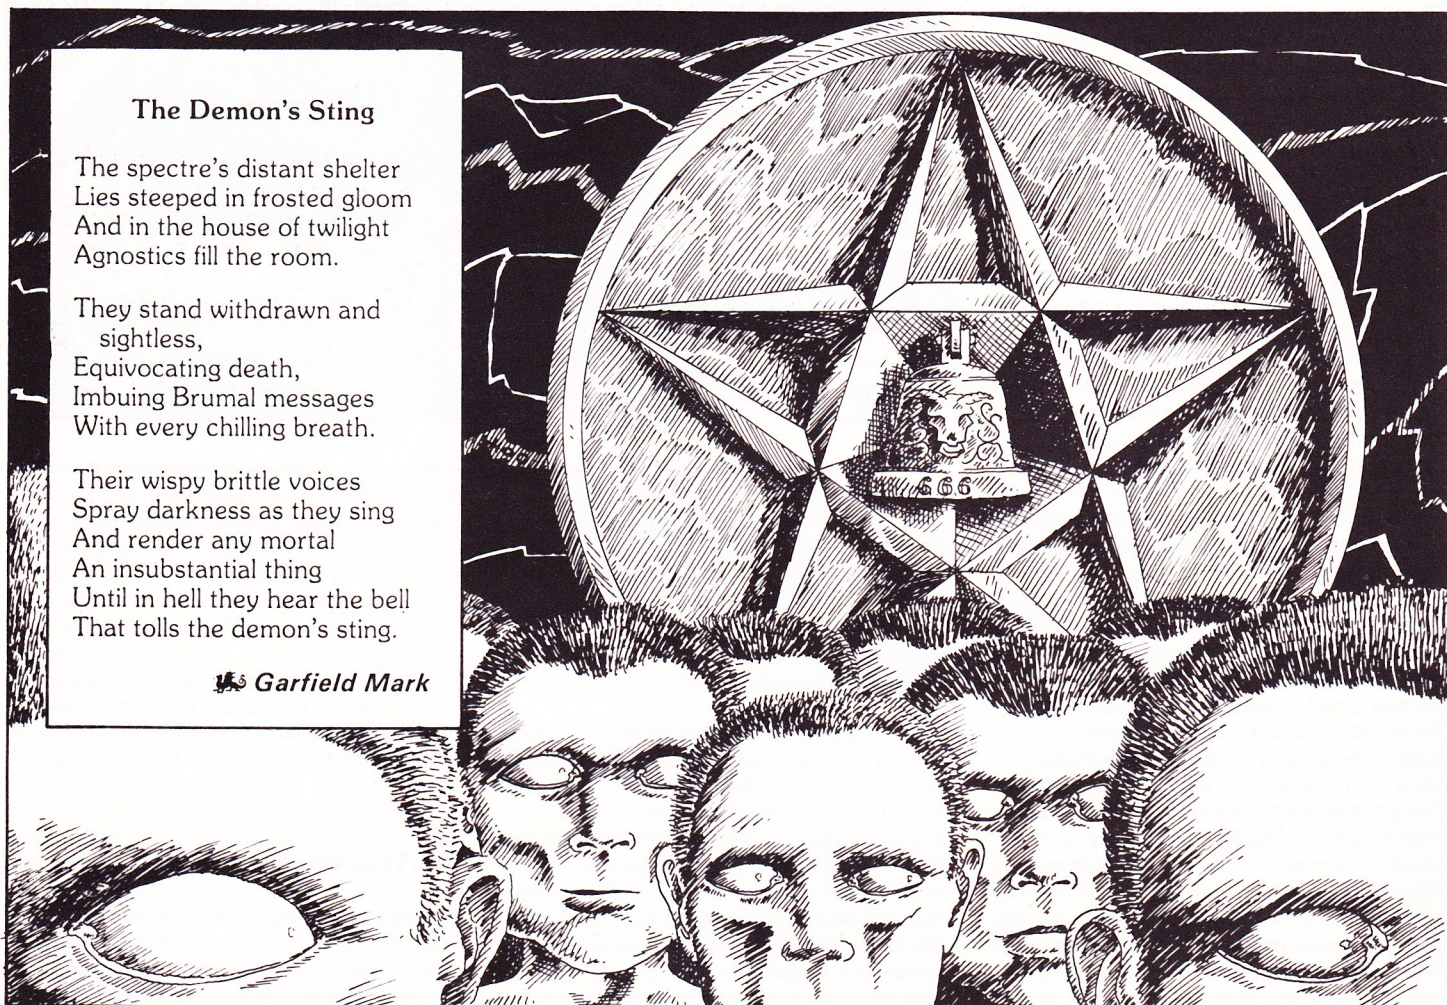 The Demon's Sting
The spectre's distant shelter
Lies steeped in frosted gloom
And in the house of twilight
Agnostics fill the room.
They stand withdrawn and
sightless,
Equivocating death,
Imbuing Brumal messages
With every chilling breath.
Their wispy brittle voices
Spray darkness as they sing
And render any mortal
An insubstantial thing
Until in hell they hear the bell
That tolls the demon's sting.
Garfield Mark
666